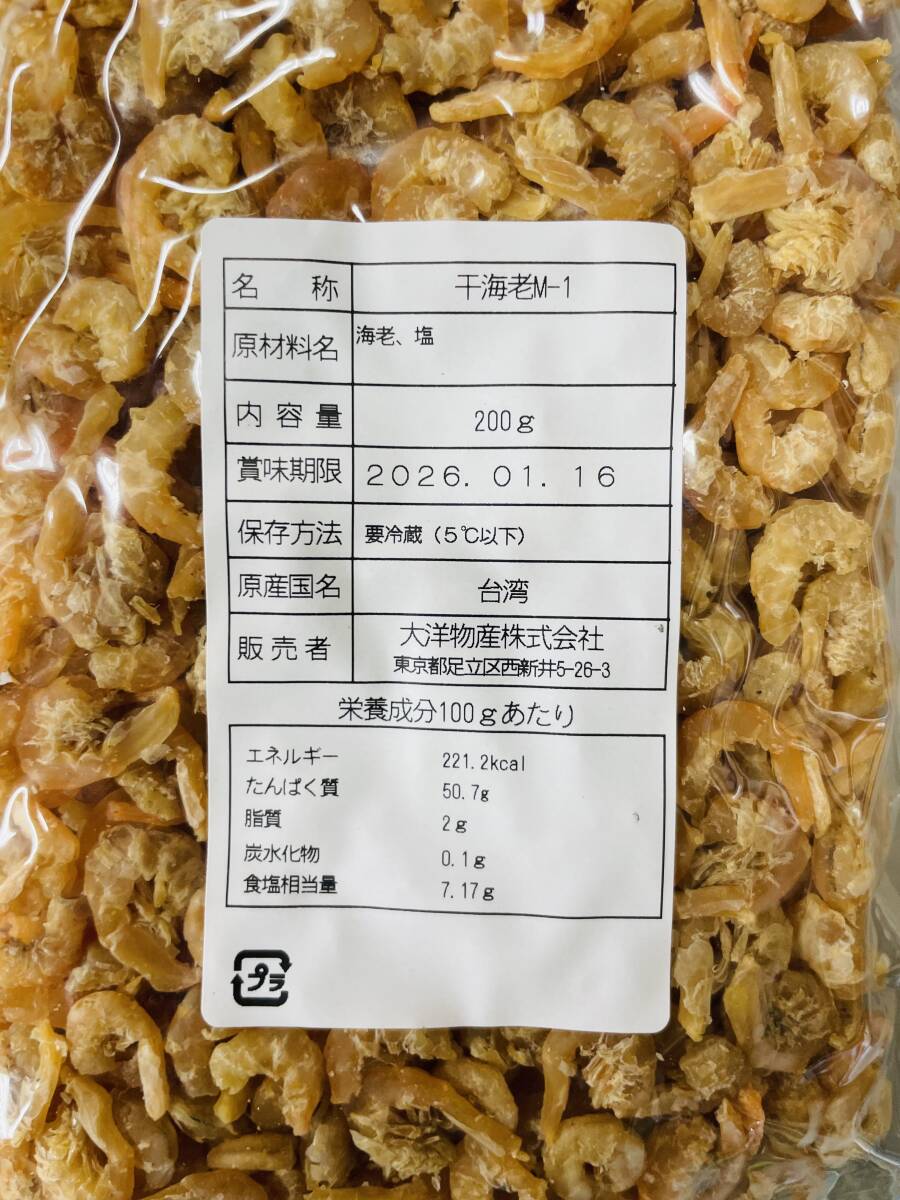 名 称 干海老M-1
原材料名 海老、塩
内容量 200g
賞味期限 2026. 01. 16
保存方法 要冷蔵（5℃以下）
原産国名 台湾
販売者 大洋物産株式会社
東京都足立区西新井5-26-3
栄養成分100gあたり
エネルギー 221.2kcal
たんぱく質 50.7g
脂質 2g
炭水化物 0.1g
食塩相当量 7.17g
プラ